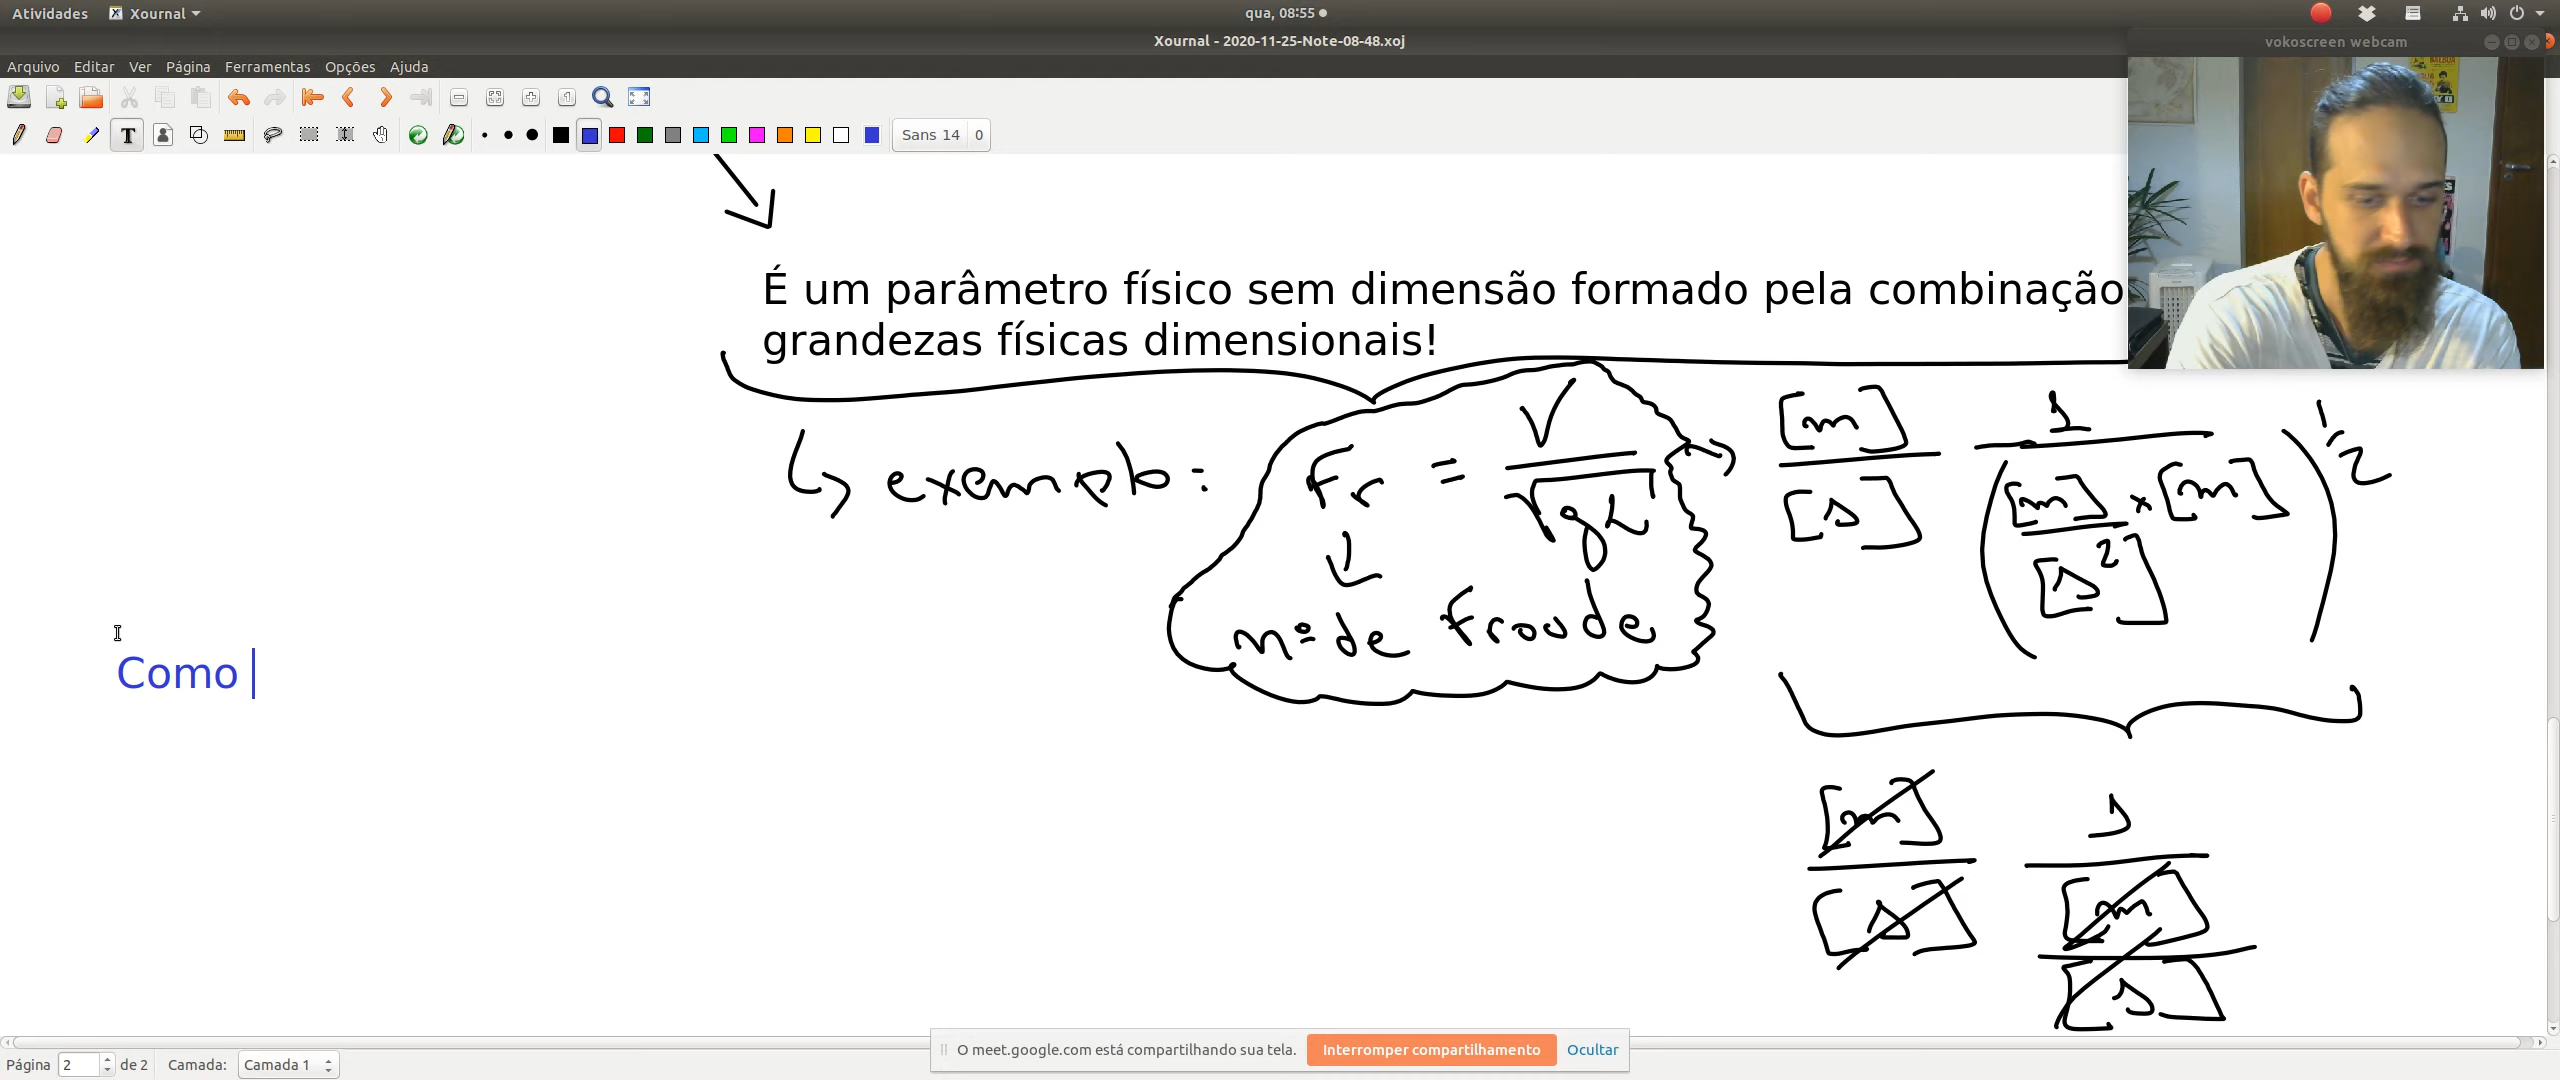 Atividades Xournal qua, 08:55
Xournal - 2020-11-25-Note-08-48.xoj
vokoscreen webcam
Arquivo Editar Ver Página Ferramentas Opções Ajuda
Sans 14 0
É um parâmetro físico sem dimensão formado pela combinação
grandezas físicas dimensionais!
exemplo: Fr = V / √gL → [m]/[s] 1/([m]/[s²] × [m])^1/2
nº de Froude
Como
[m]/[s] 1/([m]/[s])
O meet.google.com está compartilhando sua tela. Interromper compartilhamento Ocultar
Página 2 de 2 Camada: Camada 1